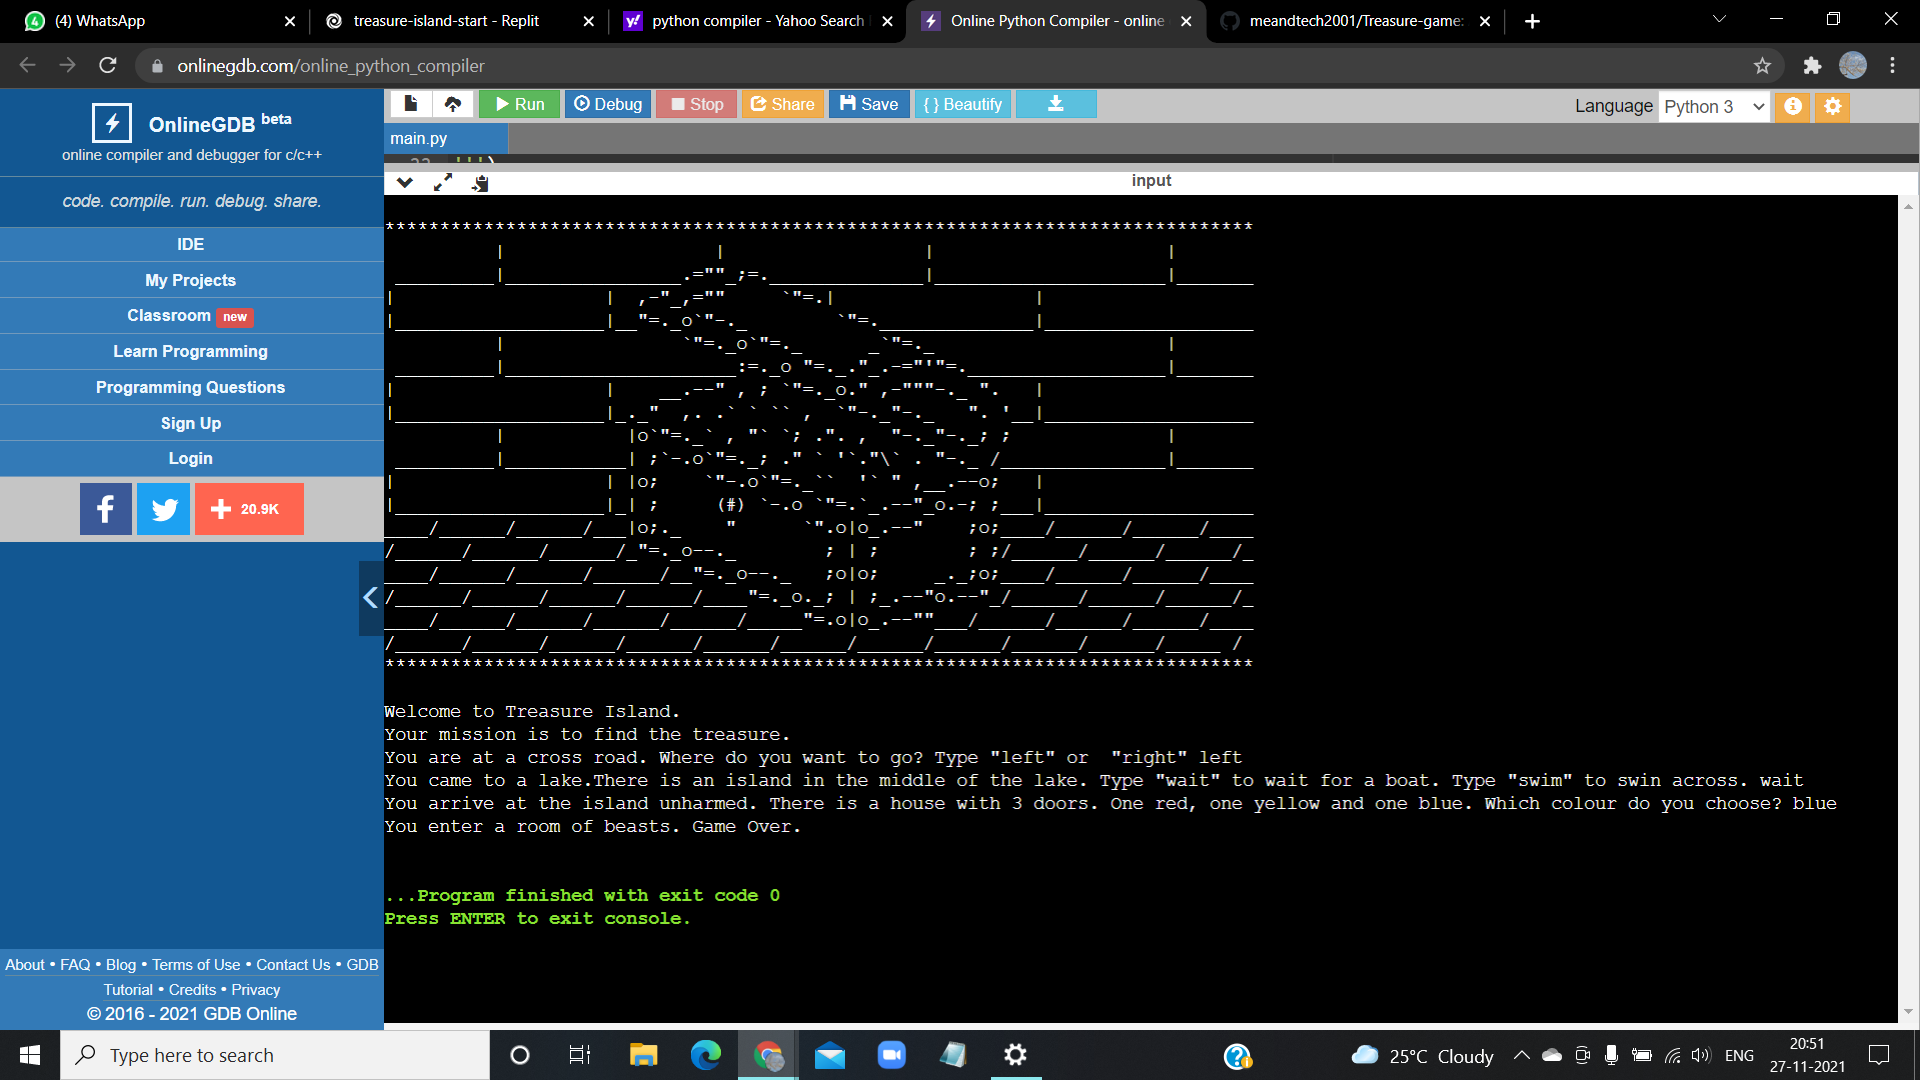 (4) WhatsApp
treasure-island-start - Replit
python compiler - Yahoo Search
Online Python Compiler - online
meandtech2001/Treasure-game:
onlinegdb.com/online_python_compiler
OnlineGDB beta
online compiler and debugger for c/c++
code. compile. run. debug. share.
IDE
My Projects
Classroom new
Learn Programming
Programming Questions
Sign Up
Login
20.9K
About • FAQ • Blog • Terms of Use • Contact Us • GDB
Tutorial • Credits • Privacy
© 2016 - 2021 GDB Online
Run Debug Stop Share Save { } Beautify
Language Python 3
main.py
input
Welcome to Treasure Island.
Your mission is to find the treasure.
You are at a cross road. Where do you want to go? Type "left" or  "right" left
You came to a lake.There is an island in the middle of the lake. Type "wait" to wait for a boat. Type "swim" to swin across. wait
You arrive at the island unharmed. There is a house with 3 doors. One red, one yellow and one blue. Which colour do you choose? blue
You enter a room of beasts. Game Over.
...Program finished with exit code 0
Press ENTER to exit console.
Type here to search
25°C Cloudy
ENG
20:51
27-11-2021